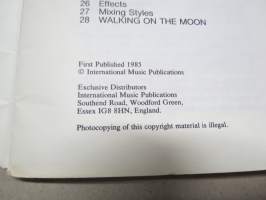 26 Effects
27 Mixing Styles
28 WALKING ON THE MOON
First Published 1985
© International Music Publications
Exclusive Distributors
International Music Publications
Southend Road, Woodford Green,
Essex IG8 8HN, England.
Photocopying of this copyright material is illegal.